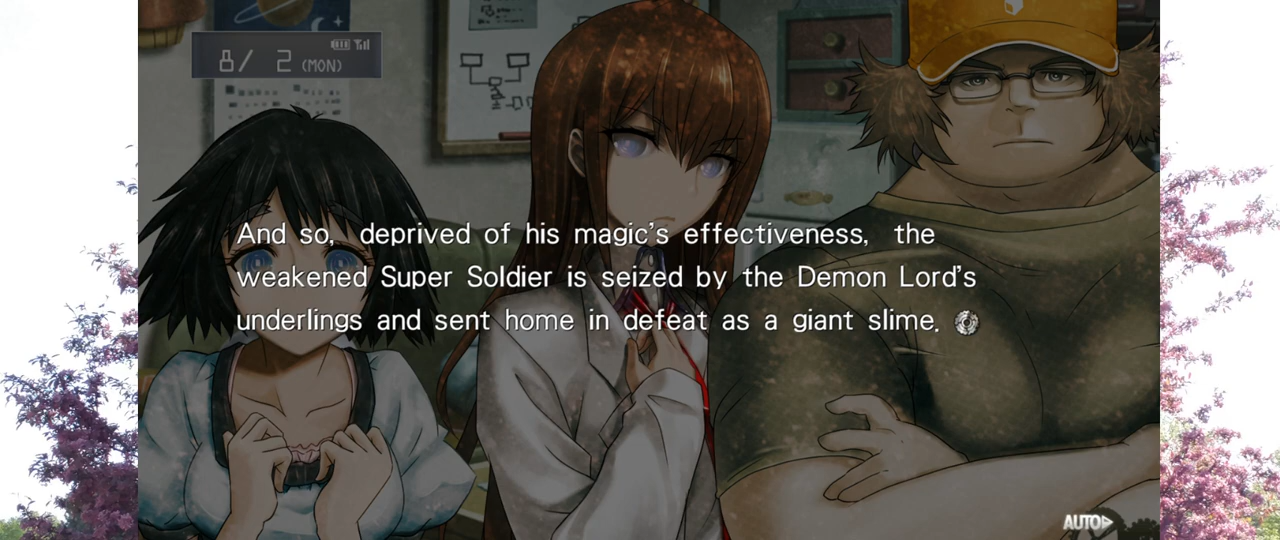 8/ 2 (MON)
And so, deprived of his magic's effectiveness, the
weakened Super Soldier is seized by the Demon Lord's
underlings and sent home in defeat as a giant slime.
AUTO